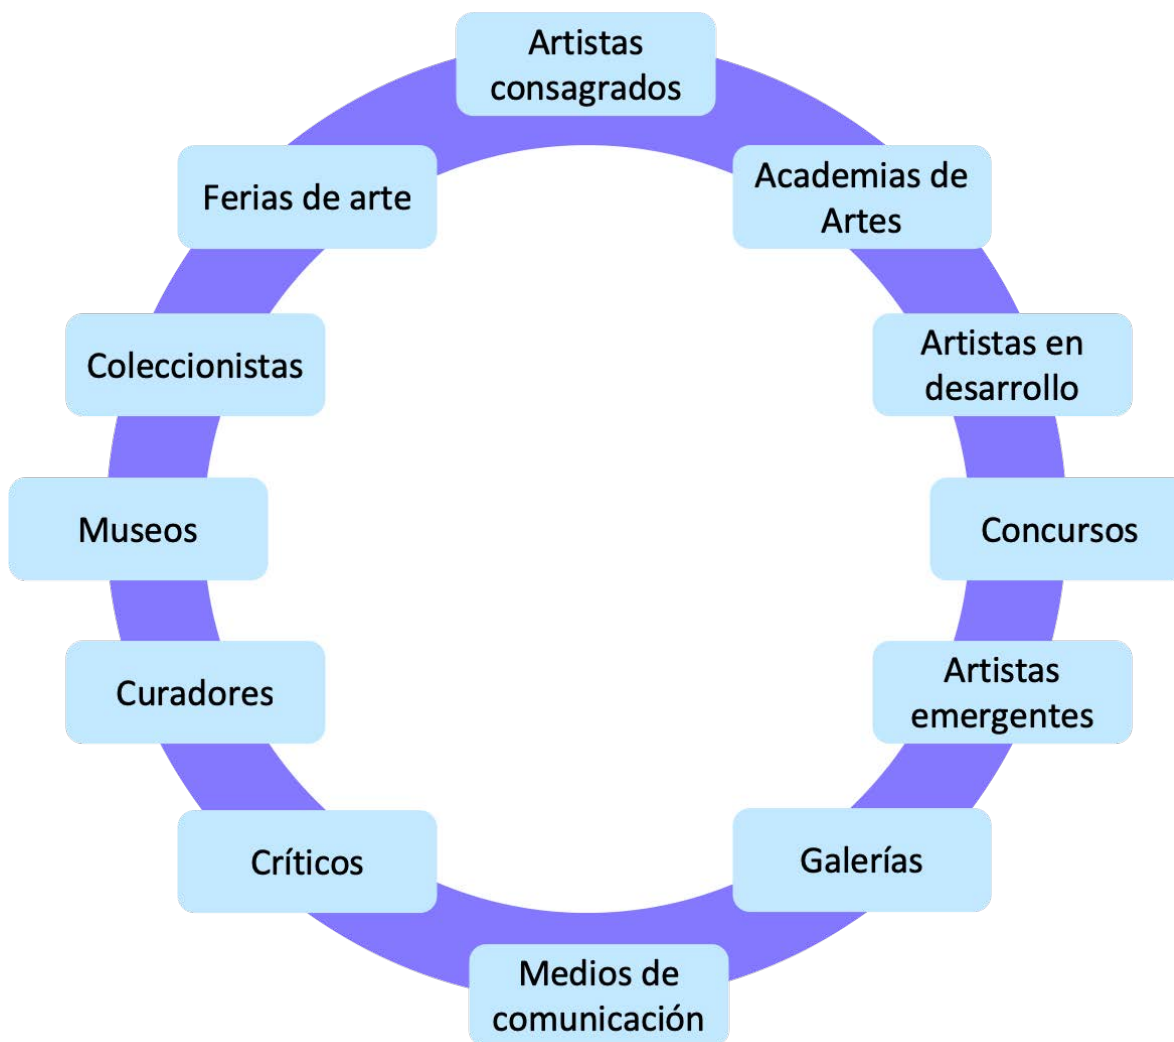 Artistas
consagrados
Academias de
Artes
Artistas en
desarrollo
Concursos
Artistas
emergentes
Galerías
Medios de
comunicación
Críticos
Curadores
Museos
Coleccionistas
Ferias de arte